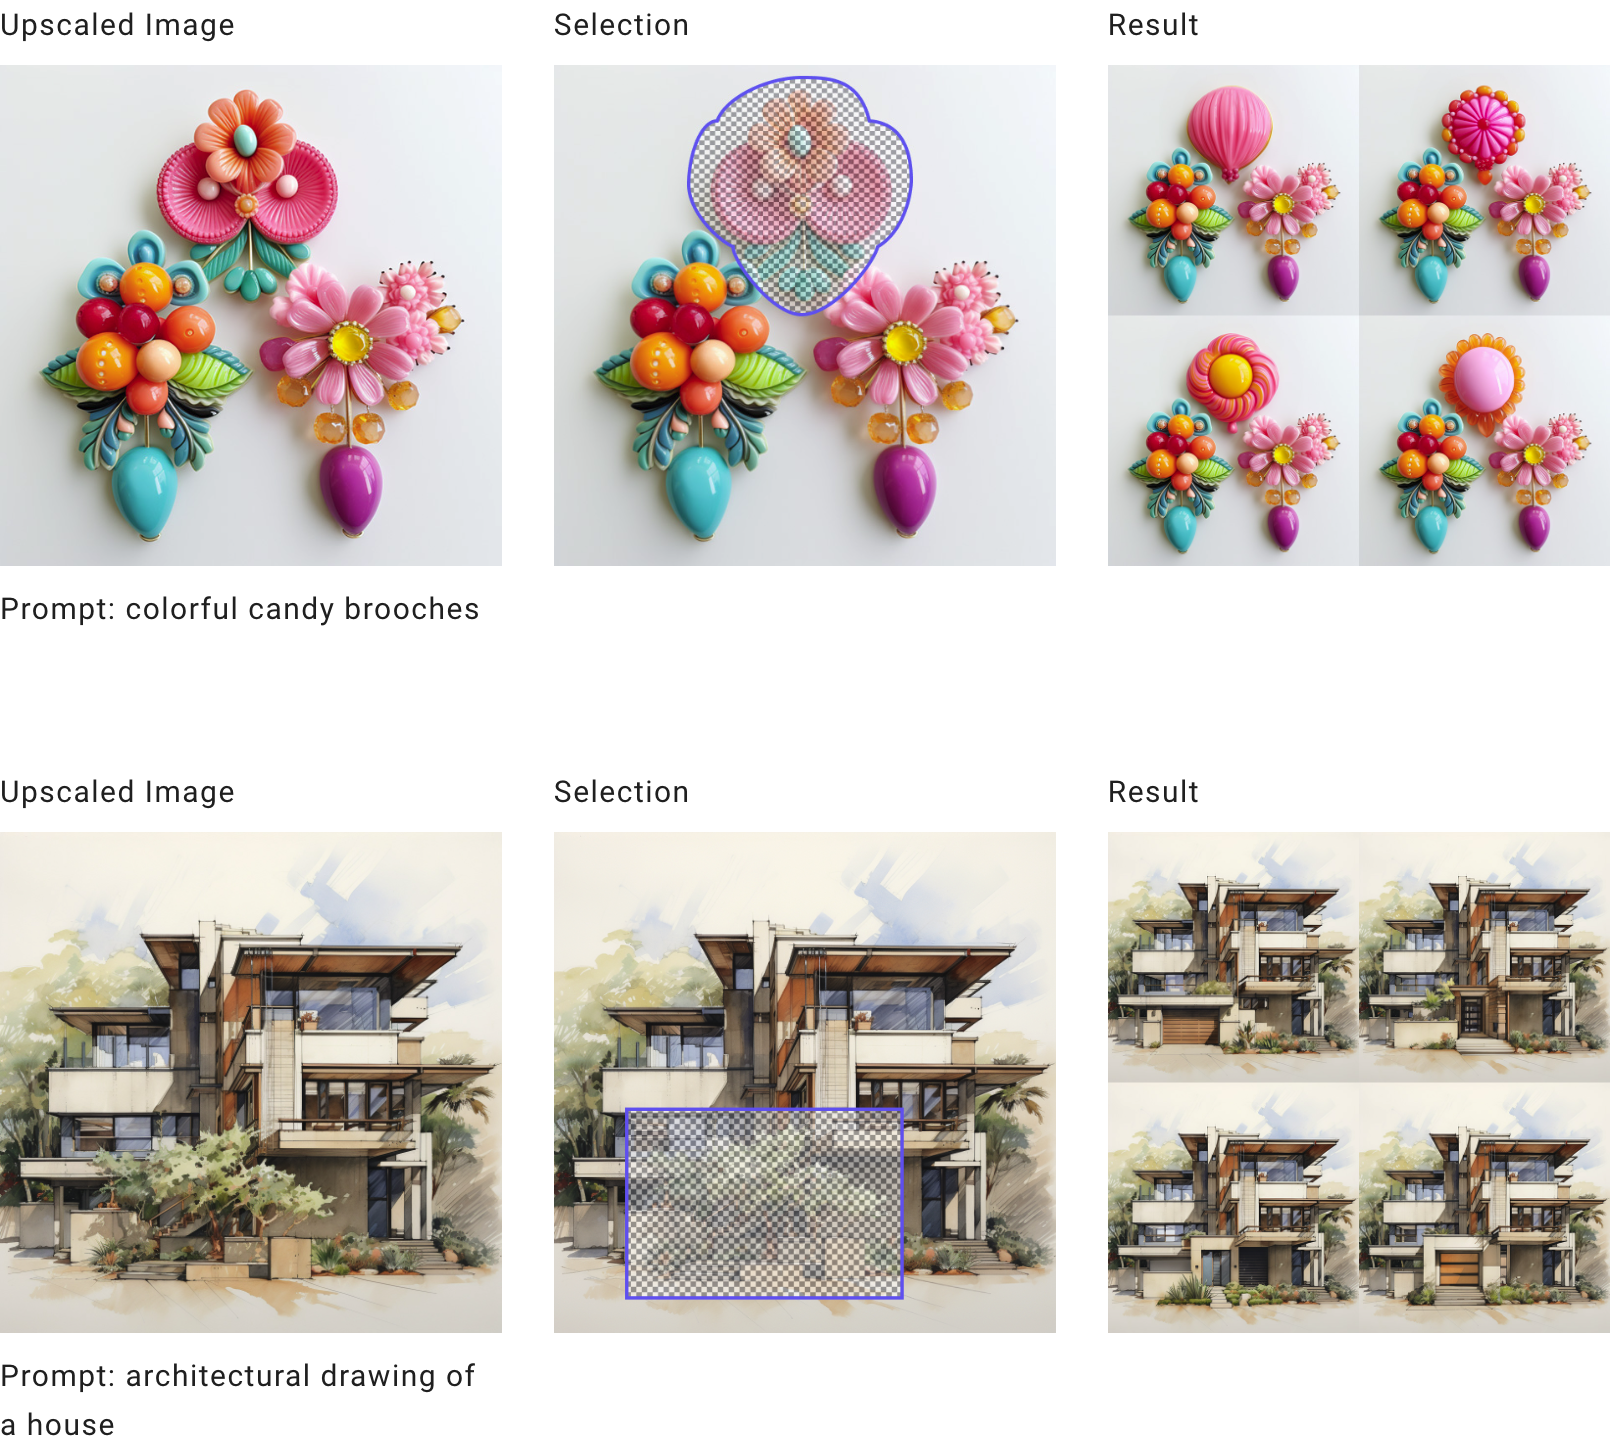 Upscaled Image
Selection
Result
Prompt: colorful candy brooches
Upscaled Image
Selection
Result
Prompt: architectural drawing of
a house